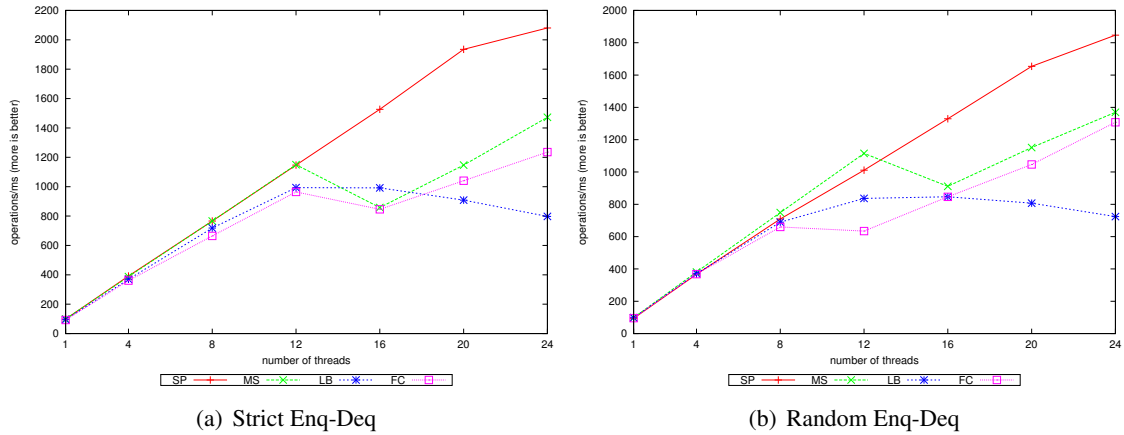 2200
2000
1800
1600
1400
1200
1000
800
600
400
200
0
operations/ms (more is better)
1 4 8 12 16 20 24
number of threads
SP MS LB FC
(a) Strict Enq-Deq
2000
1800
1600
1400
1200
1000
800
600
400
200
0
operations/ms (more is better)
1 4 8 12 16 20 24
number of threads
SP MS LB FC
(b) Random Enq-Deq